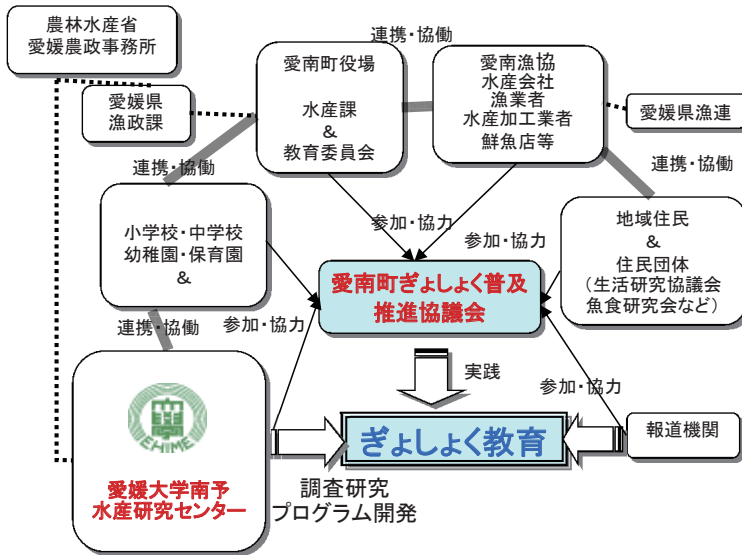 農林水産省
愛媛農政事務所
愛媛県
漁政課
愛南町役場
水産課
&
教育委員会
連携・協働
愛南漁協
水産会社
漁業者
水産加工業者
鮮魚店等
愛媛県漁連
連携・協働
連携・協働
小学校・中学校
幼稚園・保育園
&
参加・協力
参加・協力
地域住民
&
住民団体
(生活研究協議会
魚食研究会など)
愛南町ぎょしょく普及
推進協議会
連携・協働
参加・協力
実践
参加・協力
EHIME
愛媛大学南予
水産研究センター
ぎょしょく教育
報道機関
調査研究
プログラム開発